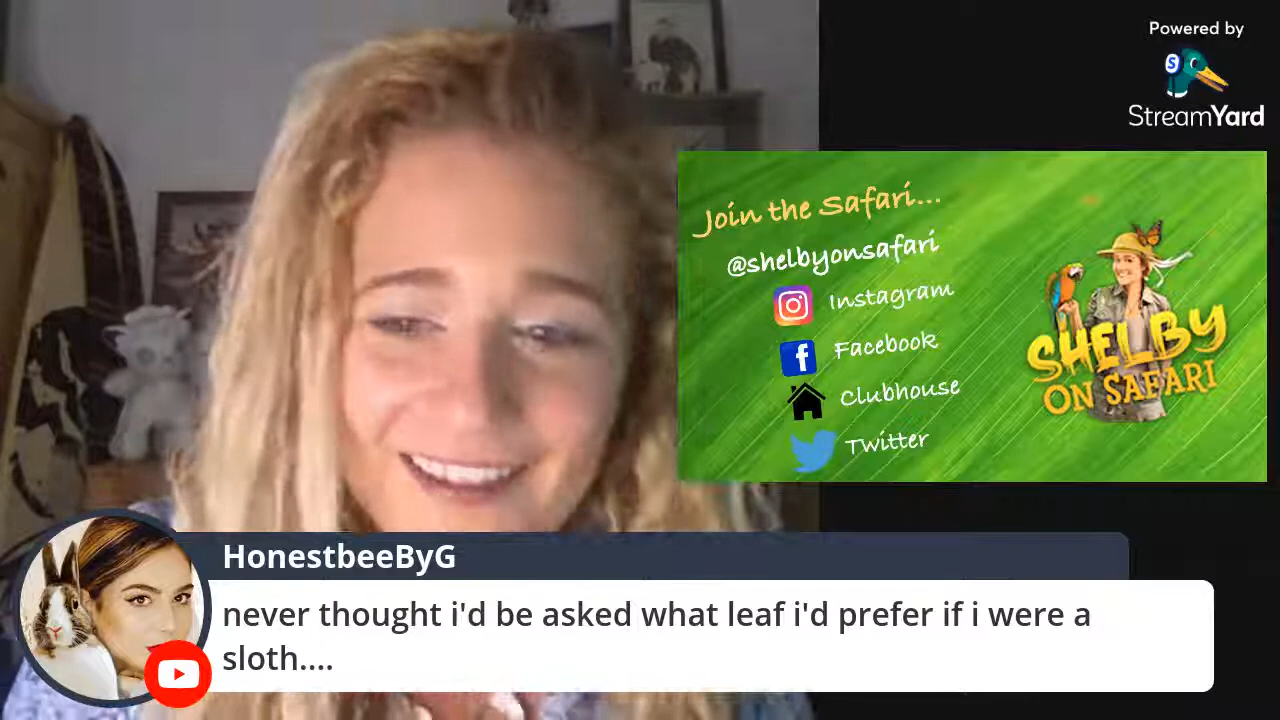 Powered by
StreamYard
Join the Safari...
@shelbyonsafari
Instagram
Facebook
Clubhouse
Twitter
SHELBY
ON SAFARI
HonestbeeByG
never thought i'd be asked what leaf i'd prefer if i were a
sloth....